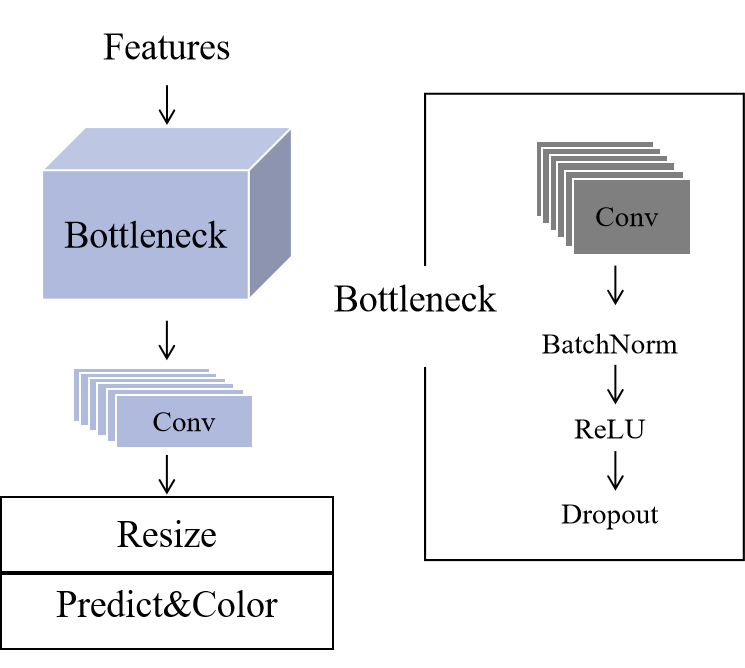 Features
Bottleneck
Conv
Resize
Predict&Color
Bottleneck
Conv
BatchNorm
ReLU
Dropout